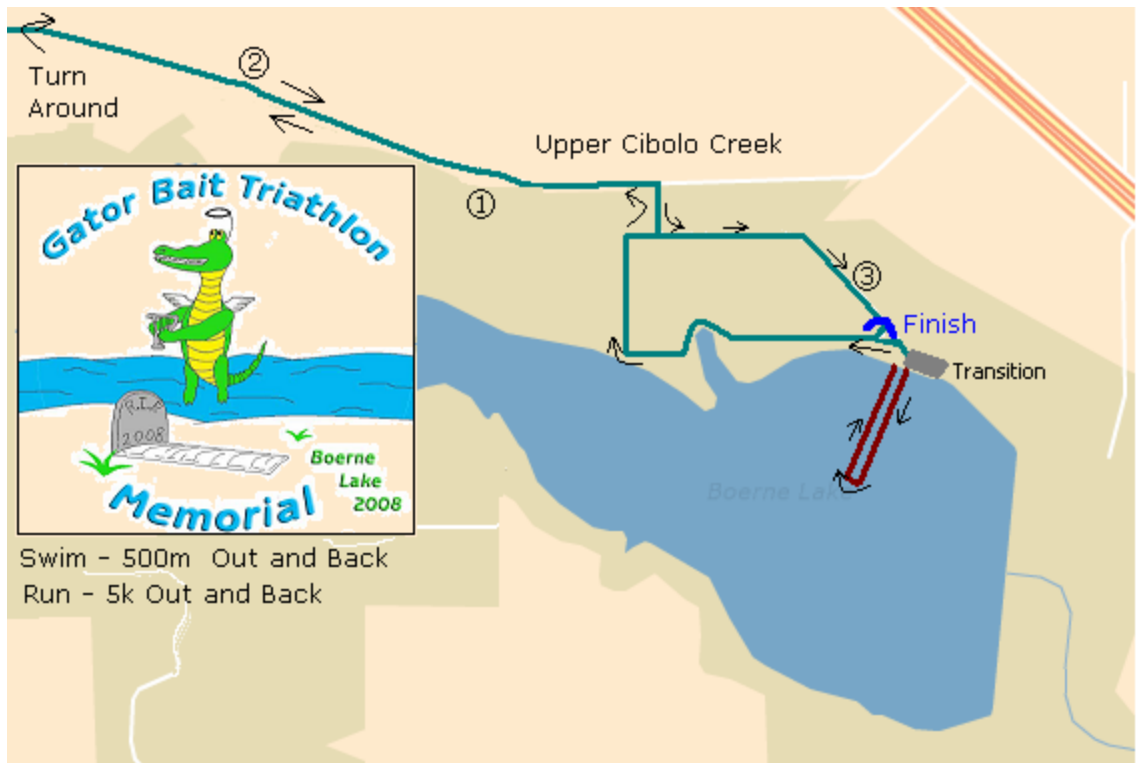 Turn
Around
②
Upper Cibolo Creek
①
③
Finish
Transition
Boerne Lake
Gator Bait Triathlon
R.I.P
2008
Boerne
Lake
2008
Memorial
Swim - 500m Out and Back
Run - 5k Out and Back